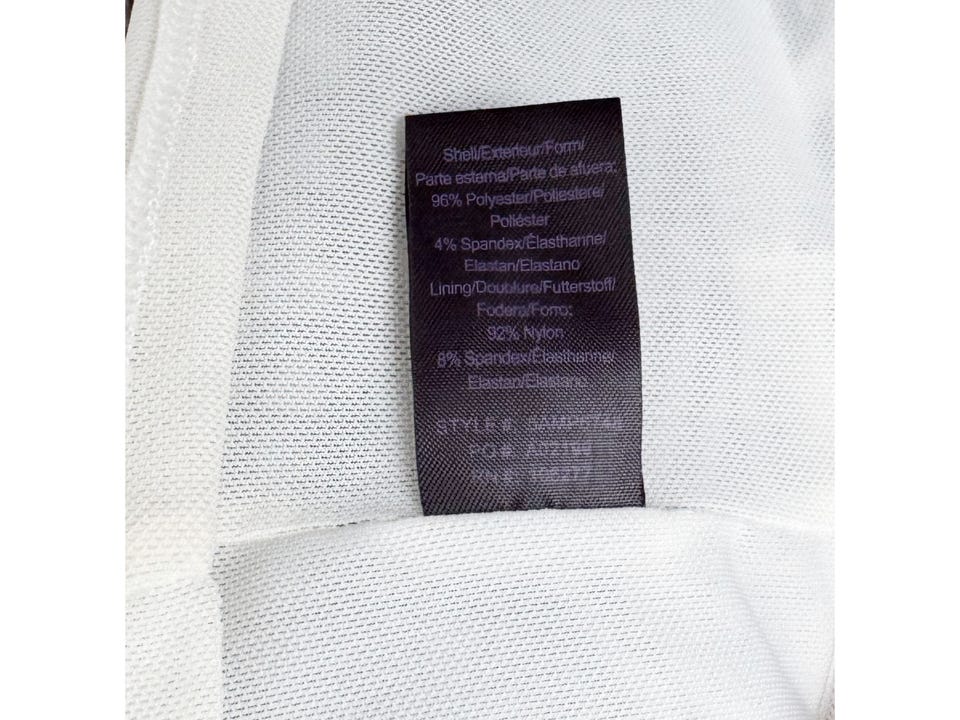 Shell/Exterieur/Form/
Parte esterna/Parte de afuera:
96% Polyester/Poliestere/
Poliéster
4% Spandex/Élasthanne/
Elastan/Elastano
Lining/Doublure/Futterstoff/
Fodera/Forro:
92% Nylon
8% Spandex/Élasthanne/
Elastan/Elastano
STYLE#
PO#